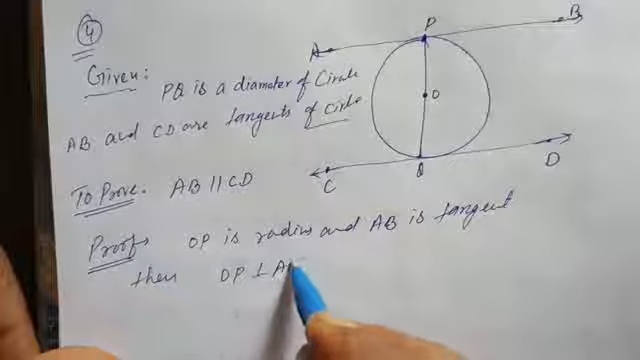 4
Given: PQ is a diameter of Circle
AB and CD are tangents of circle
To Prove. AB || CD
Proof, OP is radius and AB is tangent
then OP ⊥ A
A
P
B
O
C
Q
D